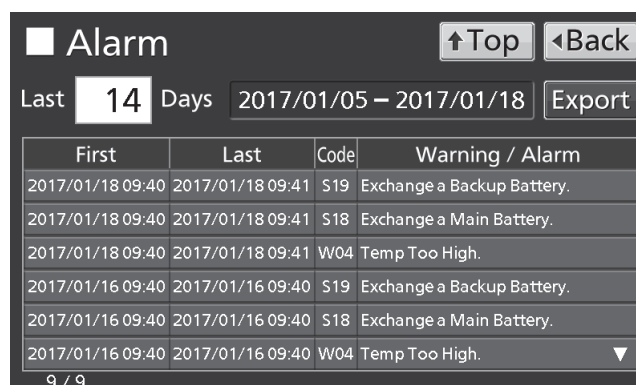 Alarm ↑Top ◂Back
Last 14 Days 2017/01/05 – 2017/01/18 Export
First Last Code Warning / Alarm
2017/01/18 09:40 2017/01/18 09:41 S19 Exchange a Backup Battery.
2017/01/18 09:40 2017/01/18 09:41 S18 Exchange a Main Battery.
2017/01/18 09:40 2017/01/18 09:41 W04 Temp Too High.
2017/01/16 09:40 2017/01/16 09:40 S19 Exchange a Backup Battery.
2017/01/16 09:40 2017/01/16 09:40 S18 Exchange a Main Battery.
2017/01/16 09:40 2017/01/16 09:40 W04 Temp Too High. ▼
9 / 9